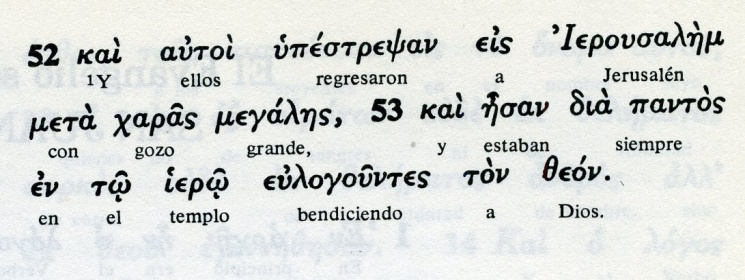 52 καὶ αὐτοὶ ὑπέστρεψαν εἰς Ἰερουσαλὴμ
1Y ellos regresaron a Jerusalén
μετὰ χαρᾶς μεγάλης, 53 καὶ ἦσαν διὰ παντὸς
con gozo grande, y estaban siempre
ἐν τῷ ἱερῷ εὐλογοῦντες τὸν θεόν.
en el templo bendiciendo a Dios.